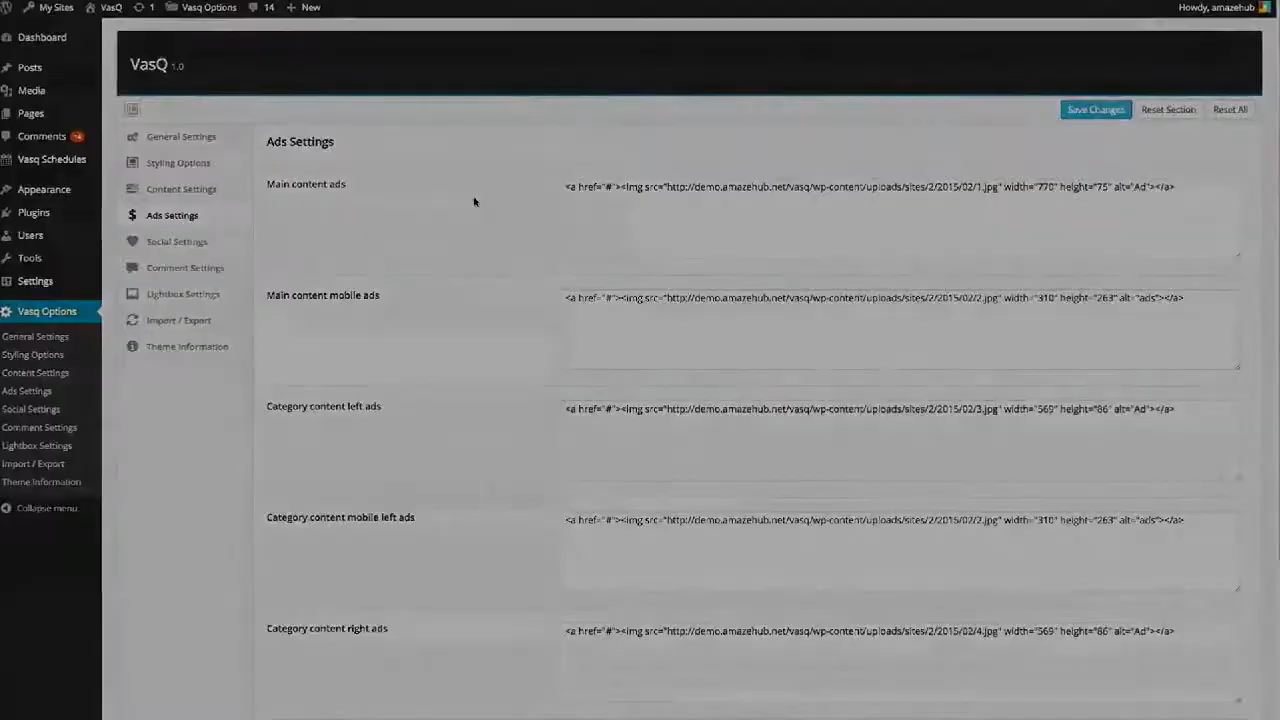 My Sites VasQ 1 Vasq Options 14 New Howdy, amazehub
Dashboard
Posts
Media
Pages
Comments 14
Vasq Schedules
Appearance
Plugins
Users
Tools
Settings
Vasq Options
General Settings
Styling Options
Content Settings
Ads Settings
Social Settings
Comment Settings
Lightbox Settings
Import / Export
Theme Information
Collapse menu
VasQ 1.0
Save Changes Reset Section Reset All
General Settings
Styling Options
Content Settings
$ Ads Settings
Social Settings
Comment Settings
Lightbox Settings
Import / Export
Theme Information
Ads Settings
Main content ads
<a href="#"><img src="http://demo.amazehub.net/vasq/wp-content/uploads/sites/2/2015/02/1.jpg" width="770" height="75" alt="Ad"></a>
Main content mobile ads
<a href="#"><img src="http://demo.amazehub.net/vasq/wp-content/uploads/sites/2/2015/02/2.jpg" width="310" height="263" alt="ads"></a>
Category content left ads
<a href="#"><img src="http://demo.amazehub.net/vasq/wp-content/uploads/sites/2/2015/02/3.jpg" width="569" height="86" alt="Ad"></a>
Category content mobile left ads
<a href="#"><img src="http://demo.amazehub.net/vasq/wp-content/uploads/sites/2/2015/02/2.jpg" width="310" height="263" alt="ads"></a>
Category content right ads
<a href="#"><img src="http://demo.amazehub.net/vasq/wp-content/uploads/sites/2/2015/02/4.jpg" width="569" height="86" alt="Ad"></a>